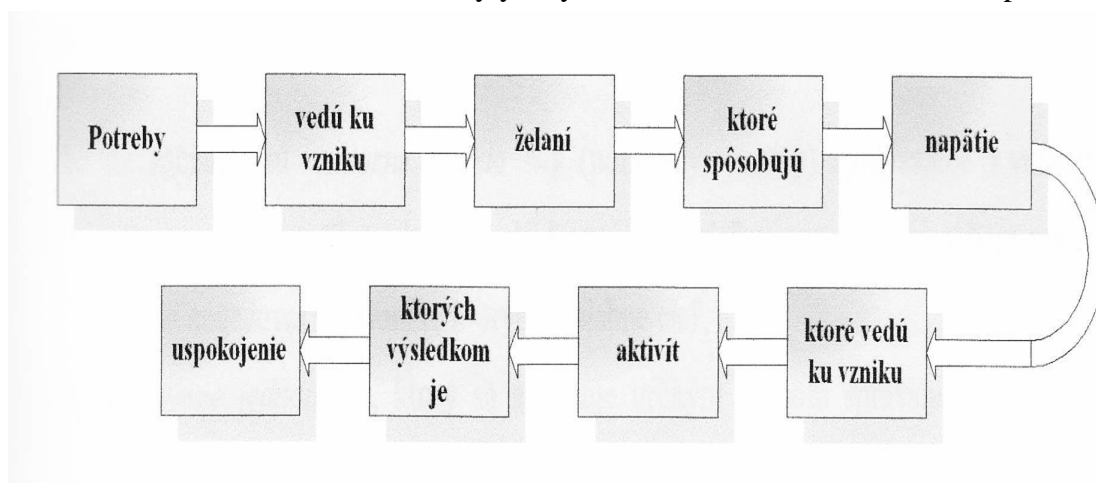 Potreby
vedú ku
vzniku
želaní
ktoré
spôsobujú
napätie
ktoré vedú
ku vzniku
aktivít
ktorých
výsledkom
je
uspokojenie